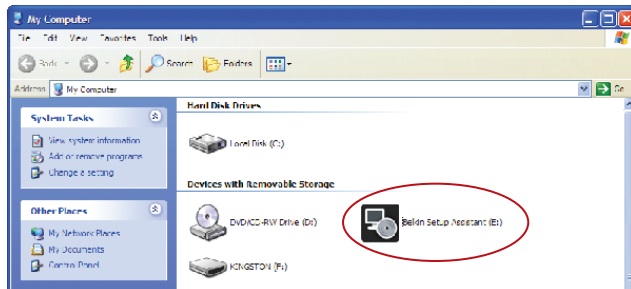 My Computer
File Edit View Favorites Tools Help
Back Search Folders
Address My Computer Go
System Tasks
View system information
Add or remove programs
Change a setting
Other Places
My Network Places
My Documents
Control Panel
Hard Disk Drives
Local Disk (C:)
Devices with Removable Storage
DVD/CD-RW Drive (D:)
Belkin Setup Assistant (E:)
KINGSTON (F:)